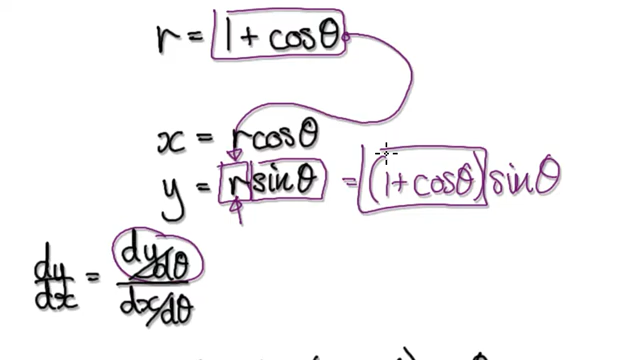 r = 1 + cosθ
x = rcosθ
y = rsinθ = (1+cosθ)sinθ
dy/dx = dy/dθ / dx/dθ